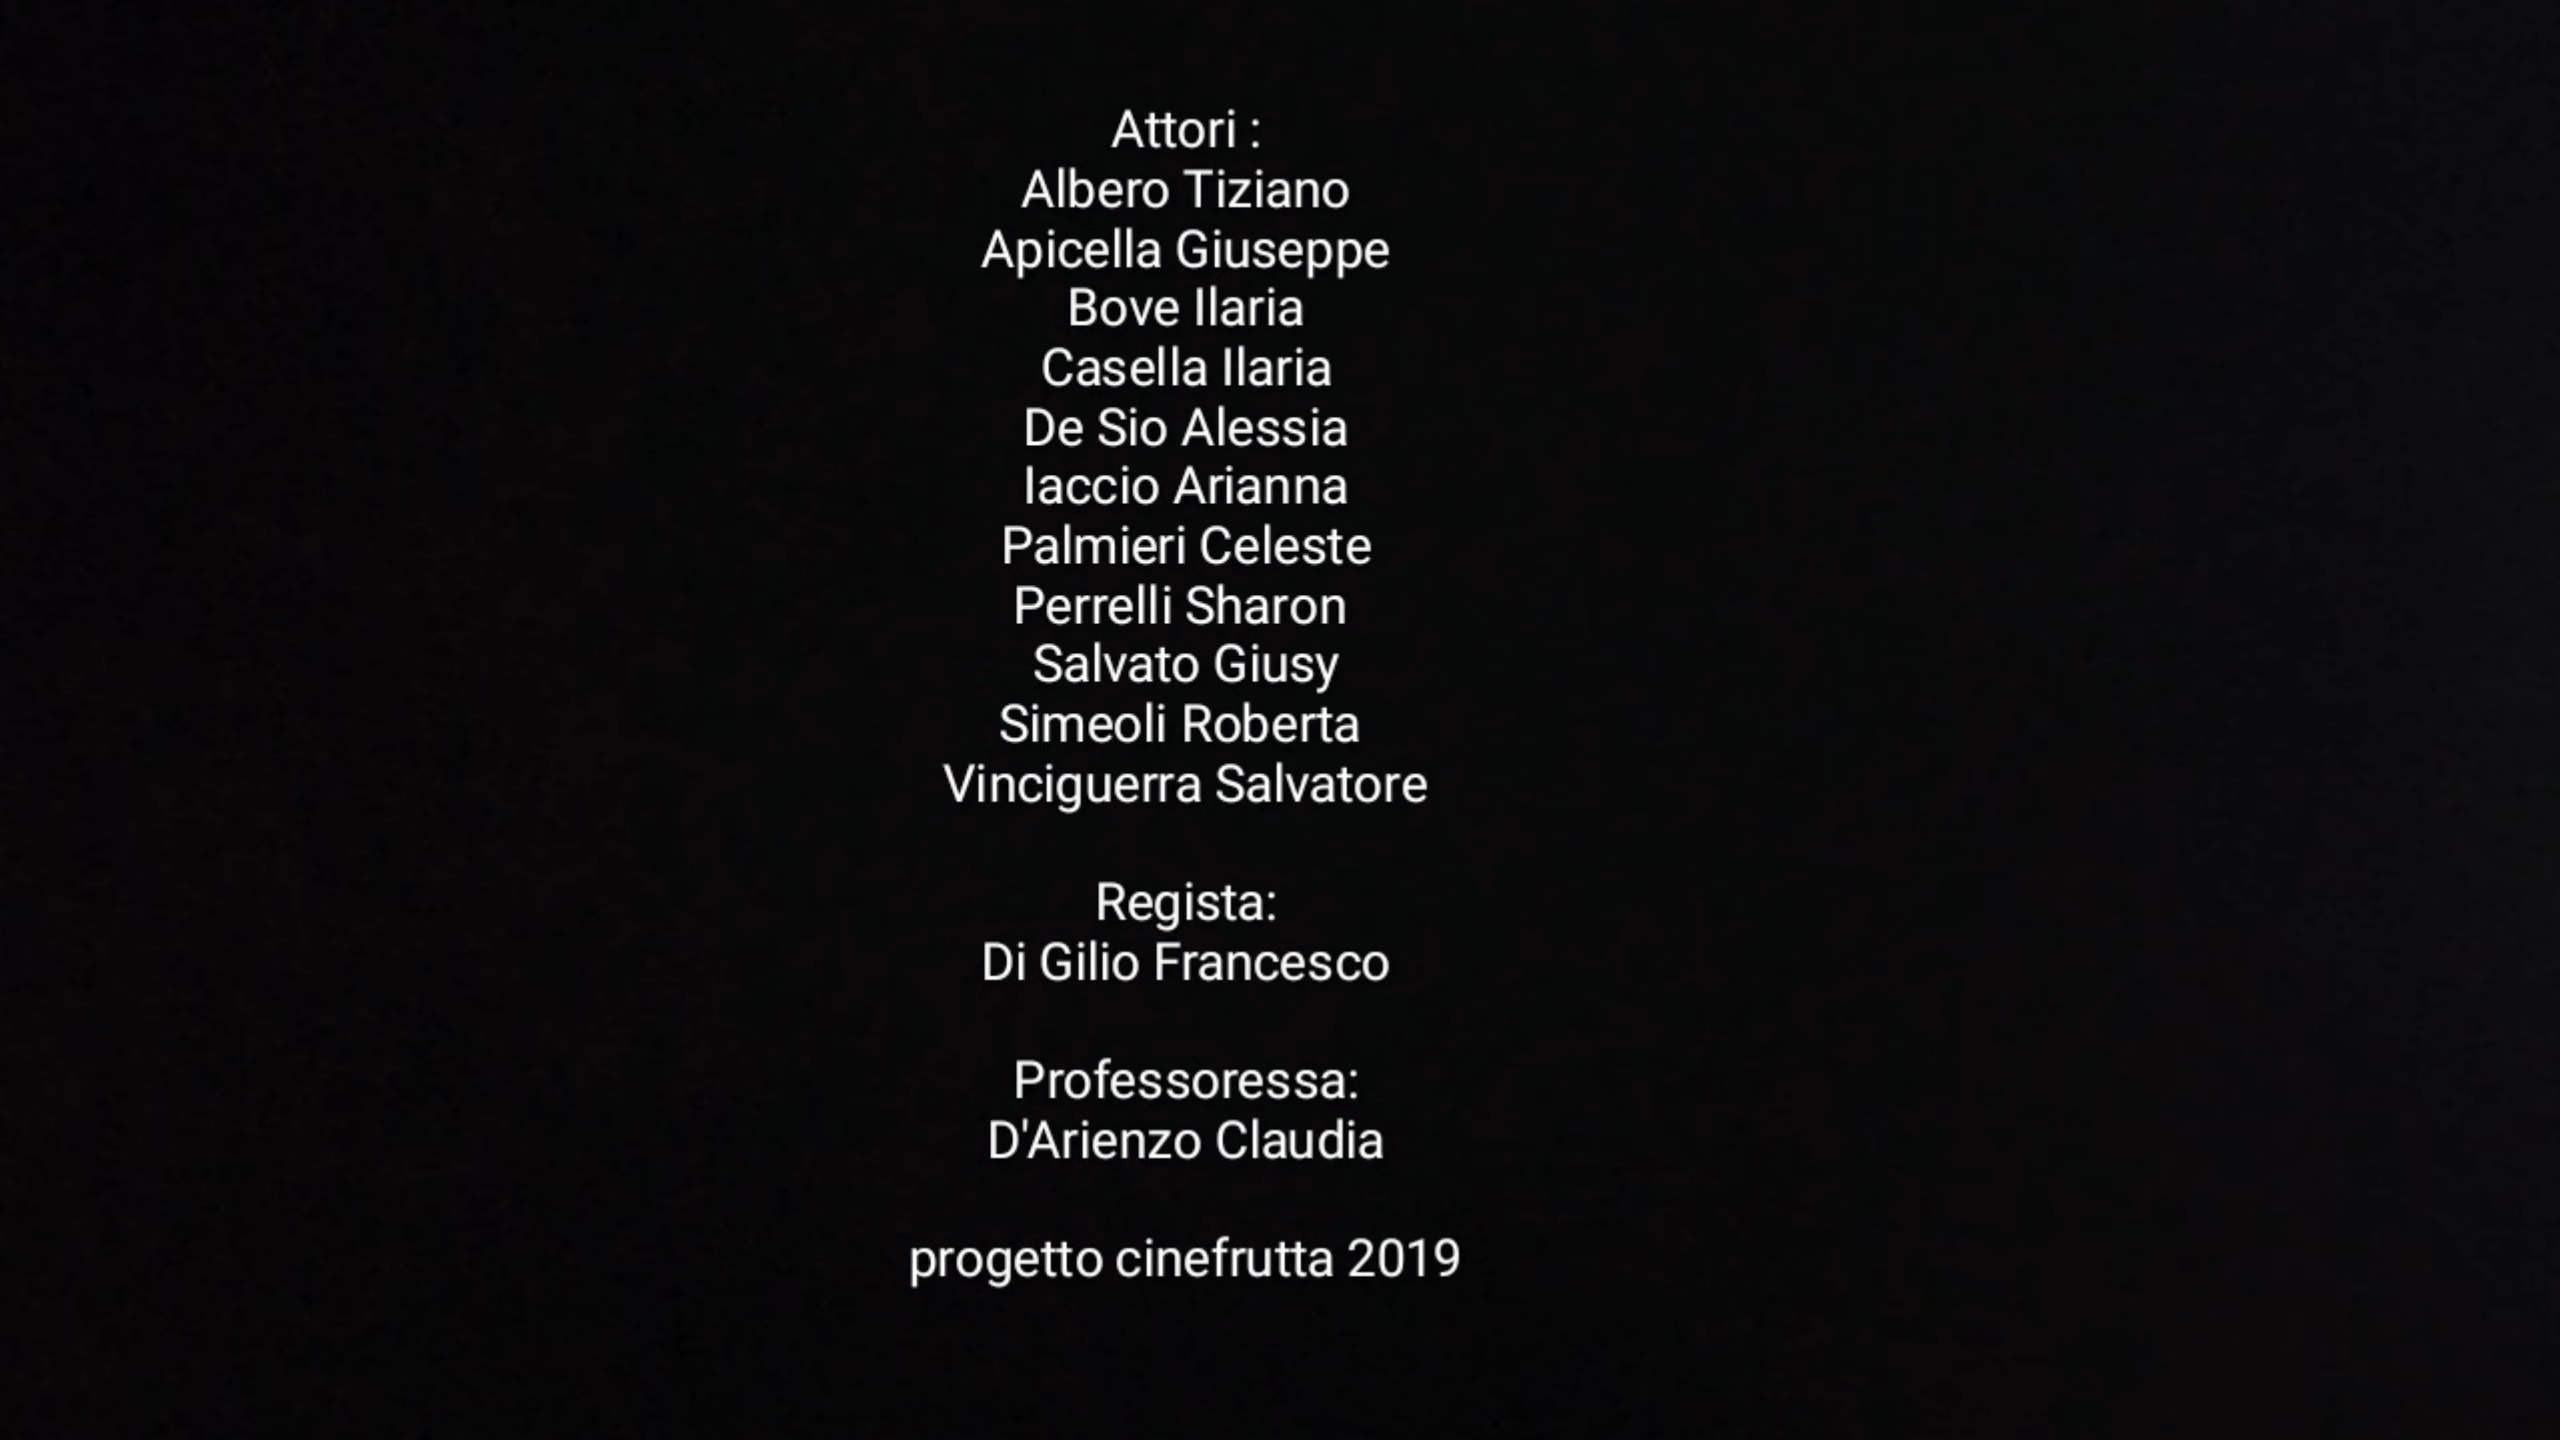 Attori :
Albero Tiziano
Apicella Giuseppe
Bove Ilaria
Casella Ilaria
De Sio Alessia
Iaccio Arianna
Palmieri Celeste
Perrelli Sharon
Salvato Giusy
Simeoli Roberta
Vinciguerra Salvatore
Regista:
Di Gilio Francesco
Professoressa:
D'Arienzo Claudia
progetto cinefrutta 2019